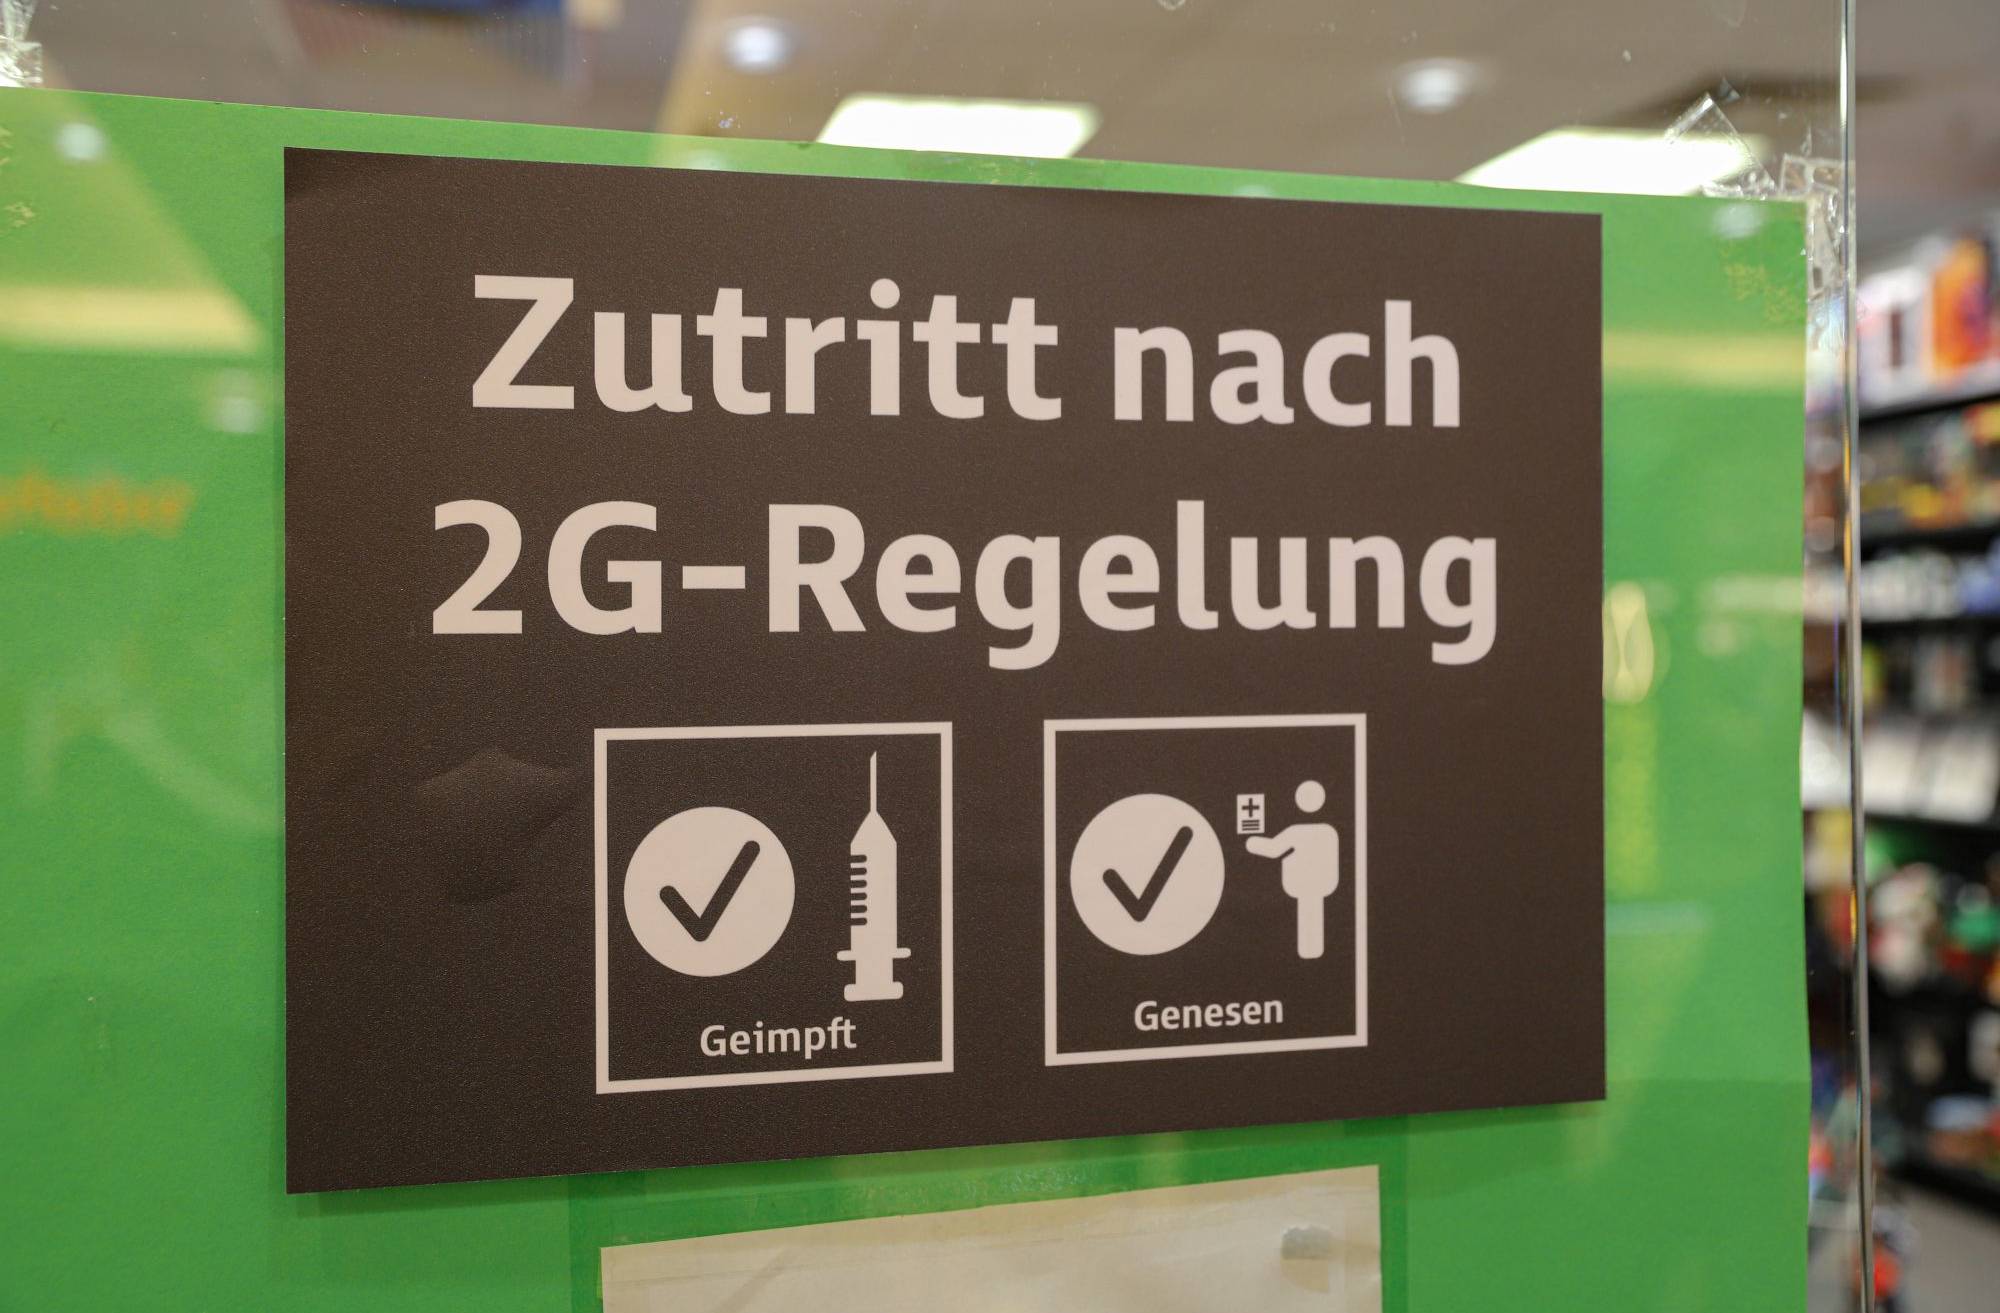 Zutritt nach
2G-Regelung
Geimpft
Genesen